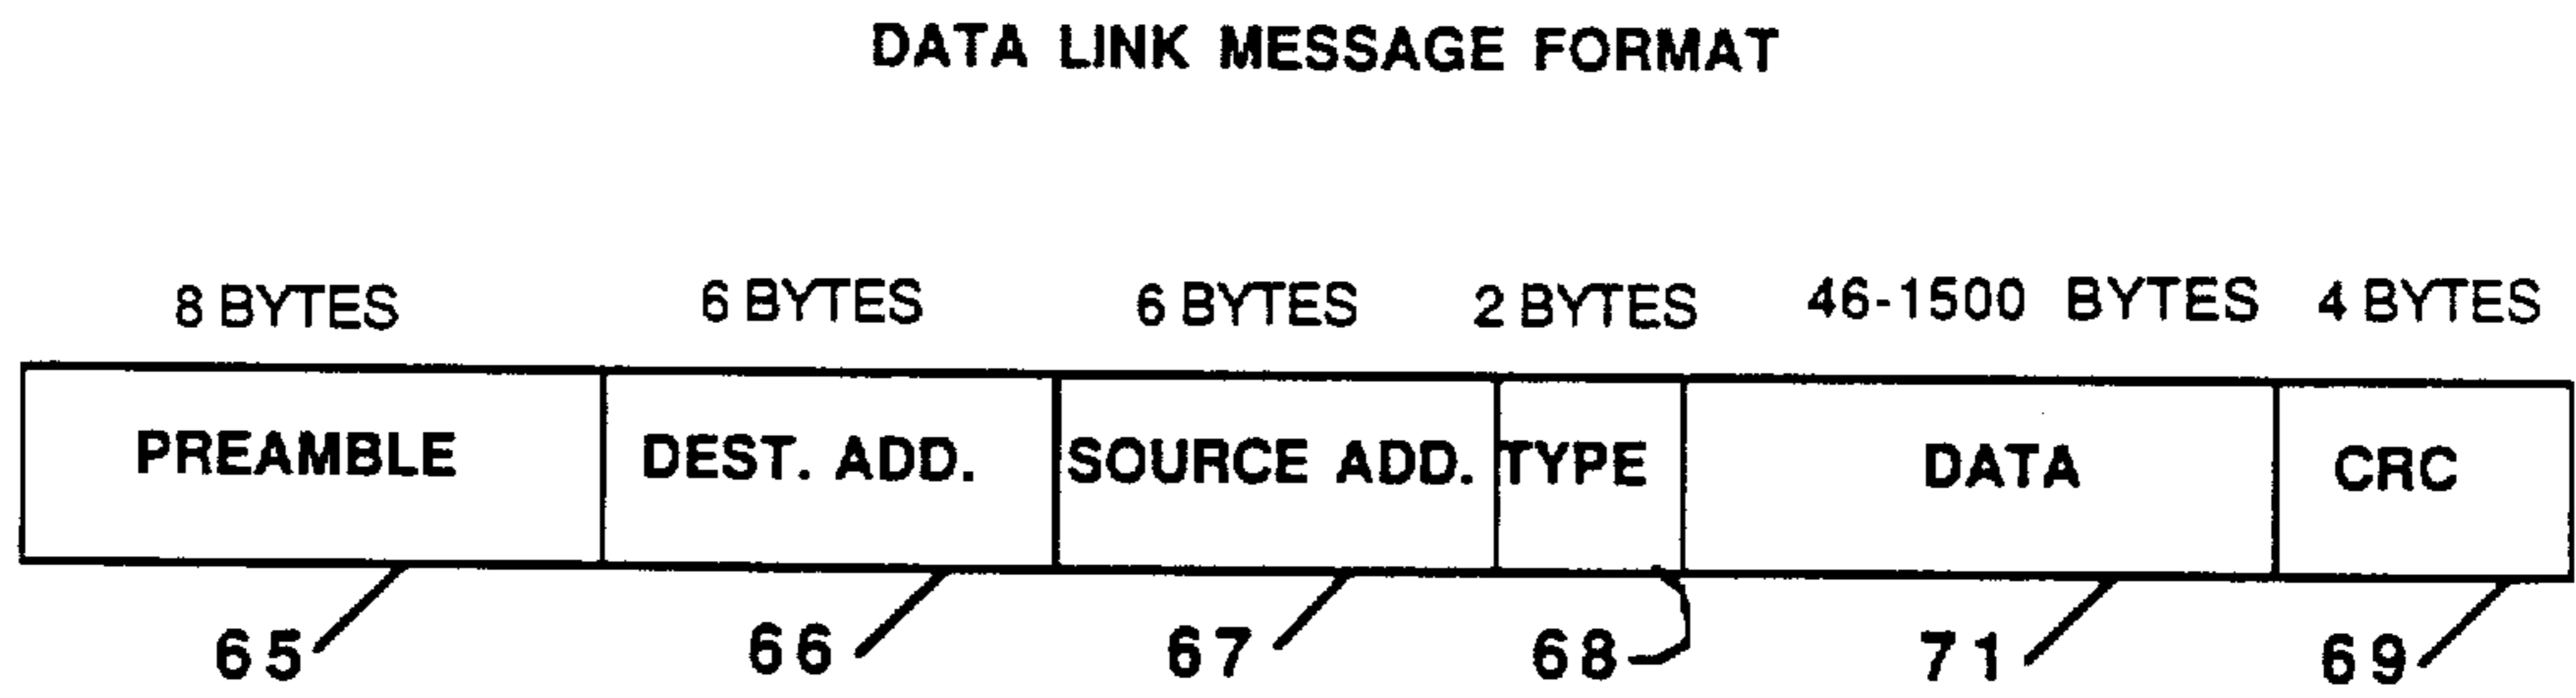 DATA LINK MESSAGE FORMAT
8 BYTES 6 BYTES 6 BYTES 2 BYTES 46-1500 BYTES 4 BYTES
PREAMBLE DEST. ADD. SOURCE ADD. TYPE DATA CRC
65 66 67 68 71 69